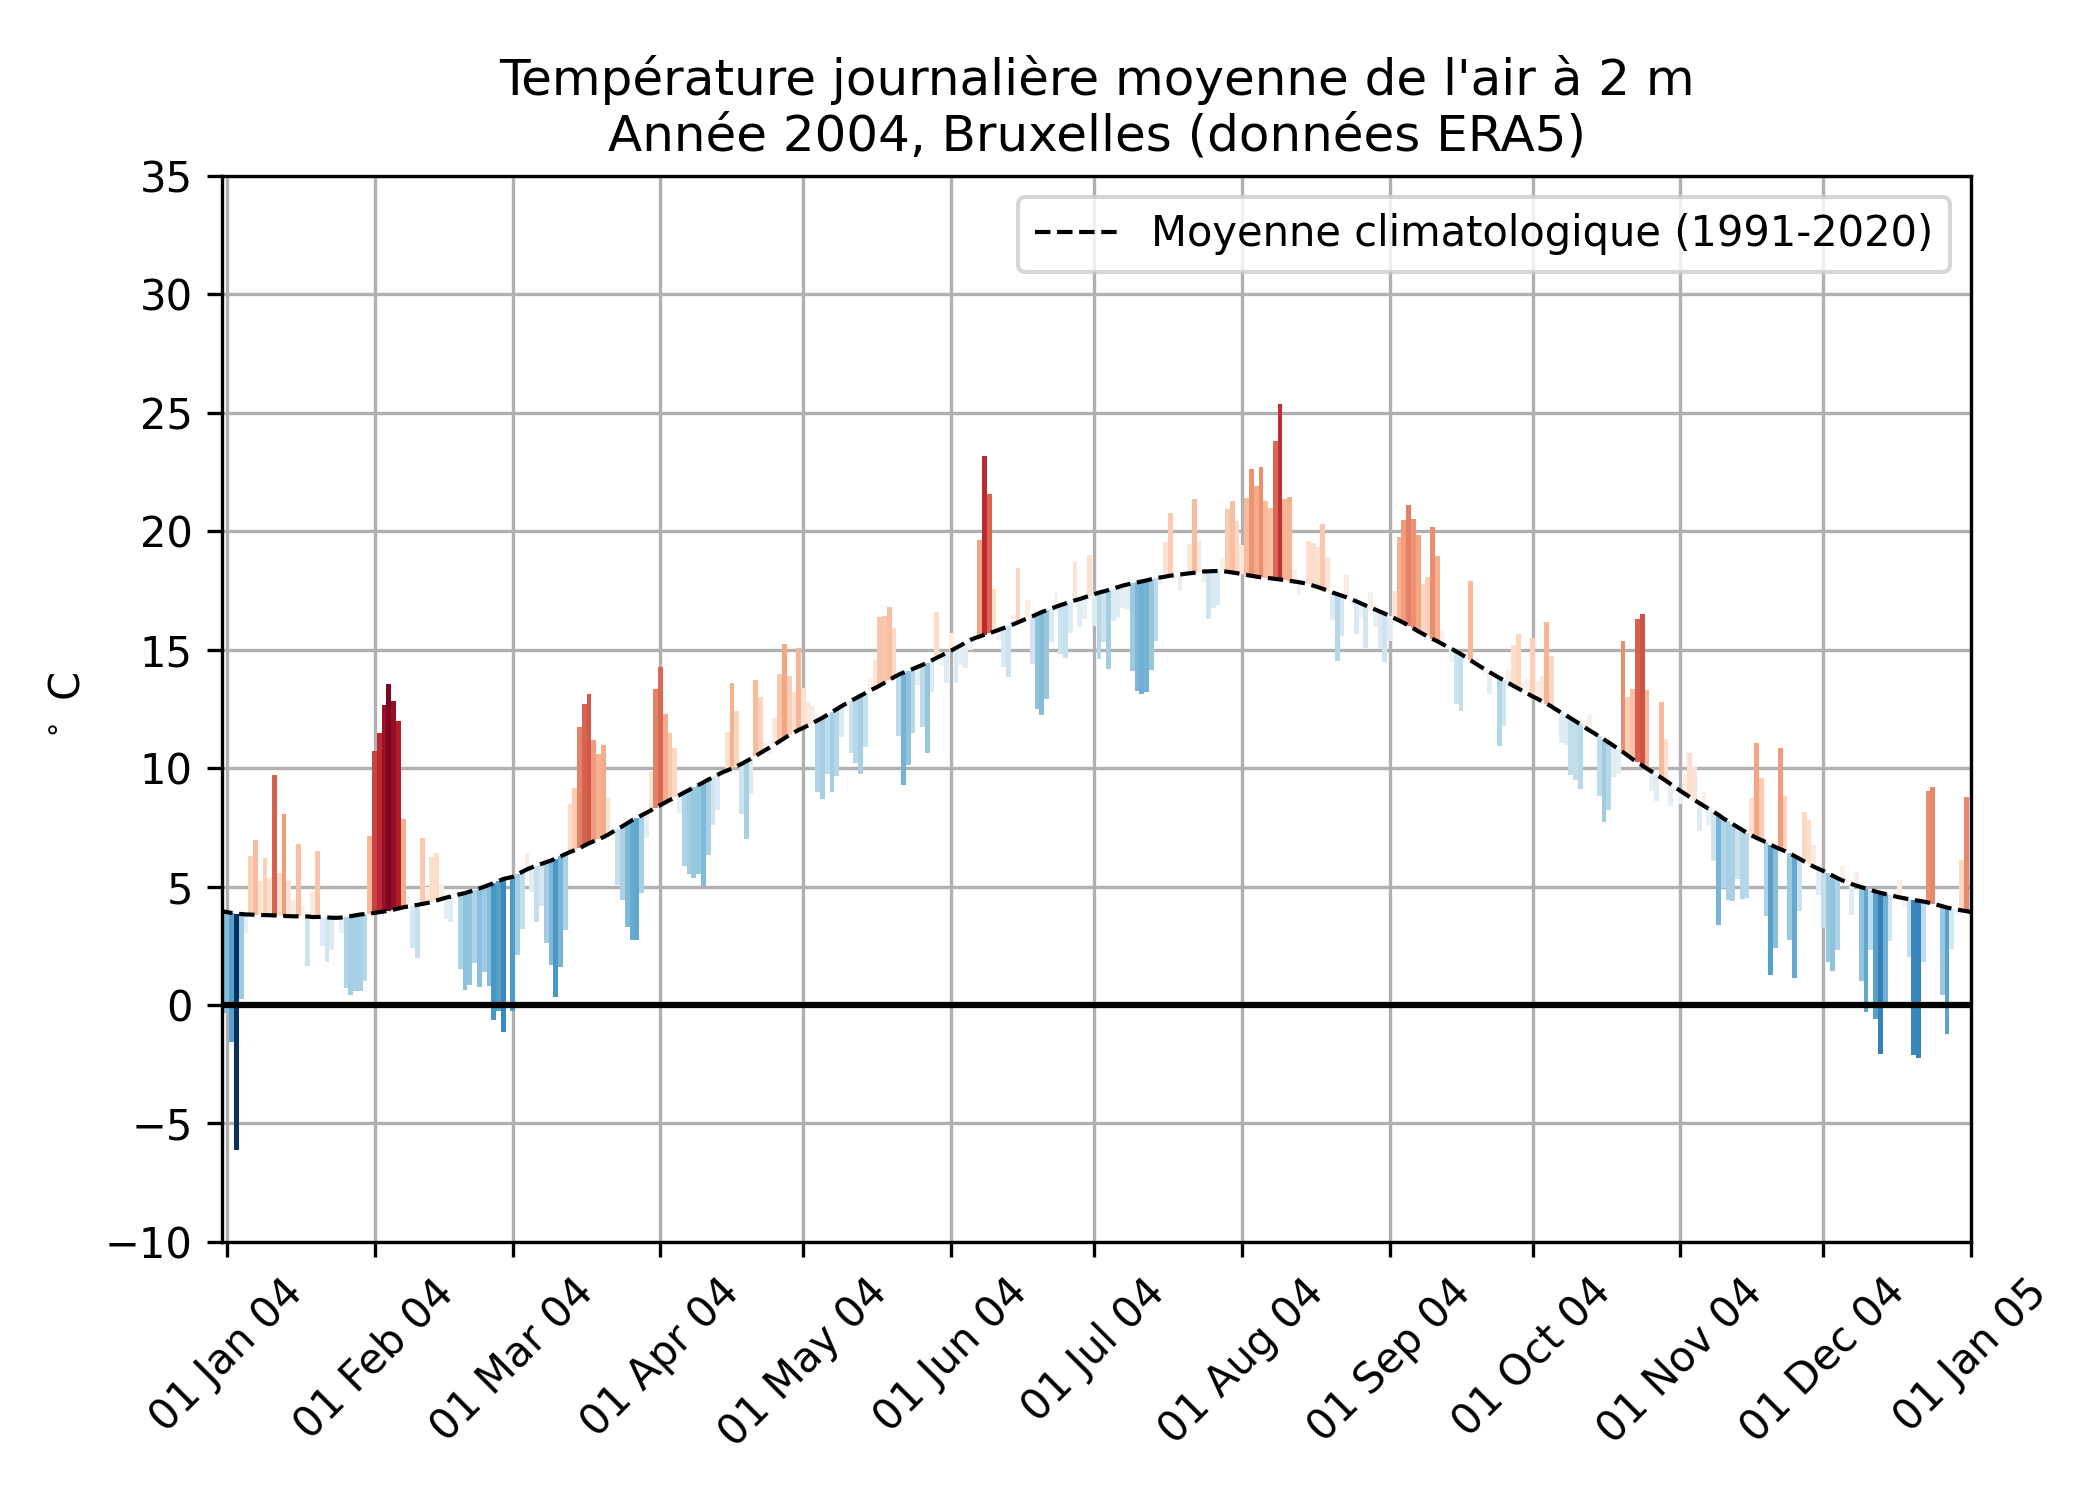 Température journalière moyenne de l'air à 2 m
Année 2004, Bruxelles (données ERA5)
Moyenne climatologique (1991-2020)
° C
35
30
25
20
15
10
5
0
−5
−10
01 Jan 04
01 Feb 04
01 Mar 04
01 Apr 04
01 May 04
01 Jun 04
01 Jul 04
01 Aug 04
01 Sep 04
01 Oct 04
01 Nov 04
01 Dec 04
01 Jan 05